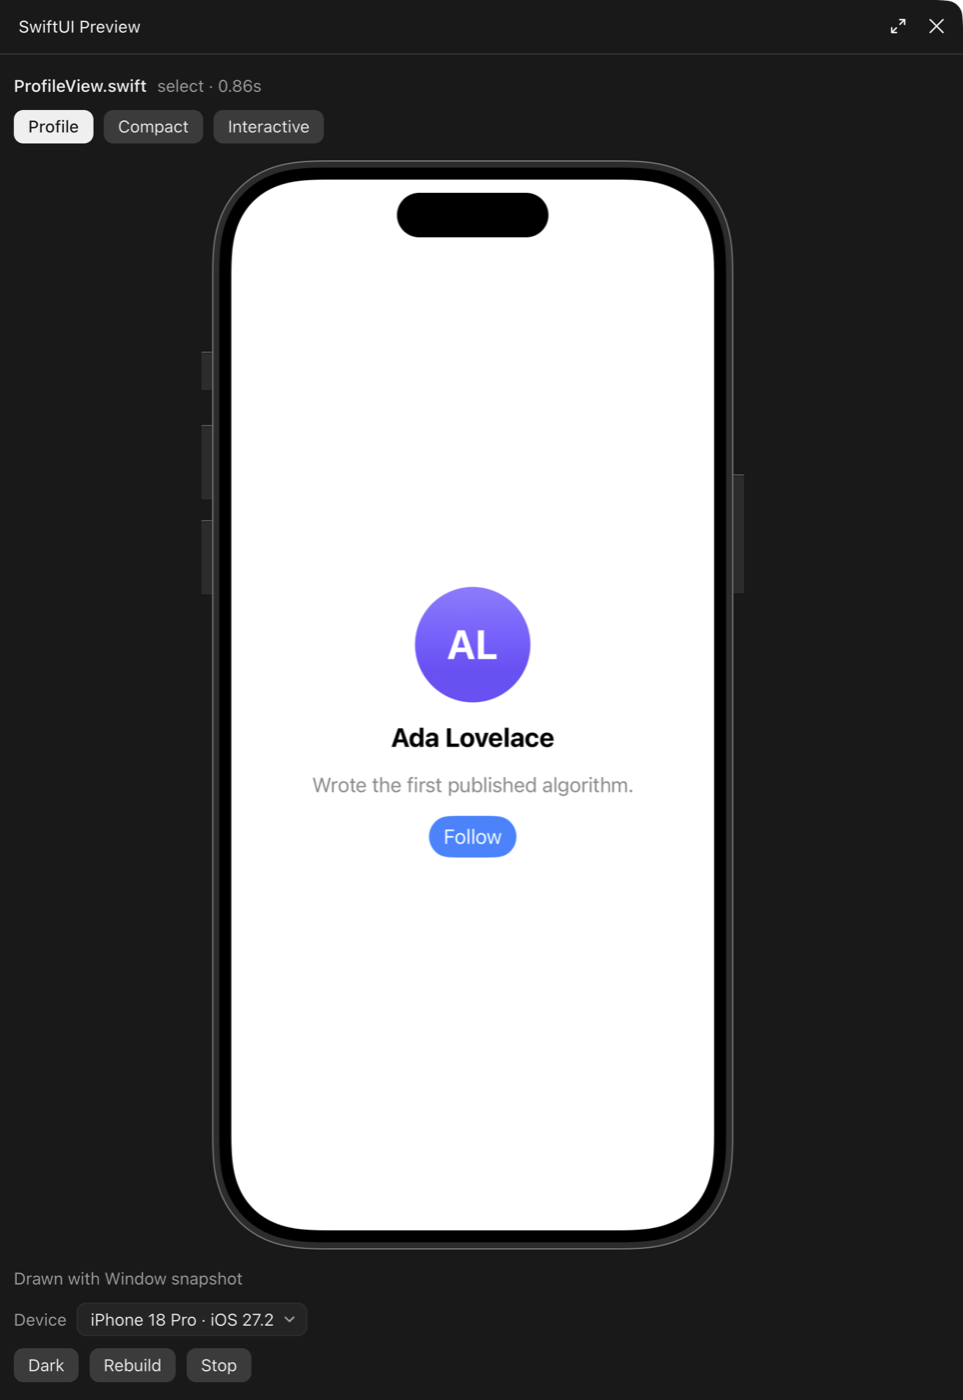 SwiftUI Preview
ProfileView.swift select · 0.86s
Profile Compact Interactive
AL
Ada Lovelace
Wrote the first published algorithm.
Follow
Drawn with Window snapshot
Device iPhone 18 Pro · iOS 27.2
Dark Rebuild Stop